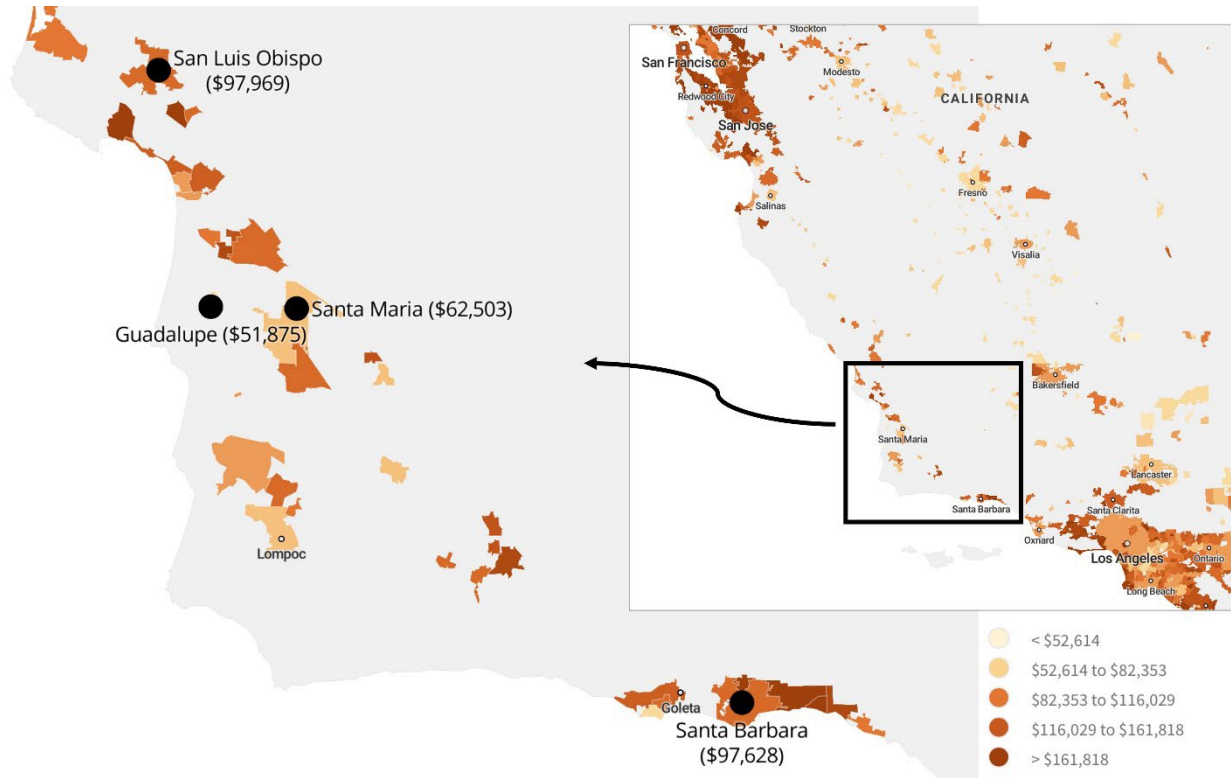 San Luis Obispo
($97,969)
Santa Maria ($62,503)
Guadalupe ($51,875)
Lompoc
Goleta
Santa Barbara
($97,628)
Concord
Stockton
San Francisco
Modesto
Redwood City
CALIFORNIA
San Jose
Fresno
Salinas
Visalia
Bakersfield
Santa Maria
Lancaster
Santa Barbara
Santa Clarita
Oxnard
Los Angeles
Ontario
Long Beach
< $52,614
$52,614 to $82,353
$82,353 to $116,029
$116,029 to $161,818
> $161,818